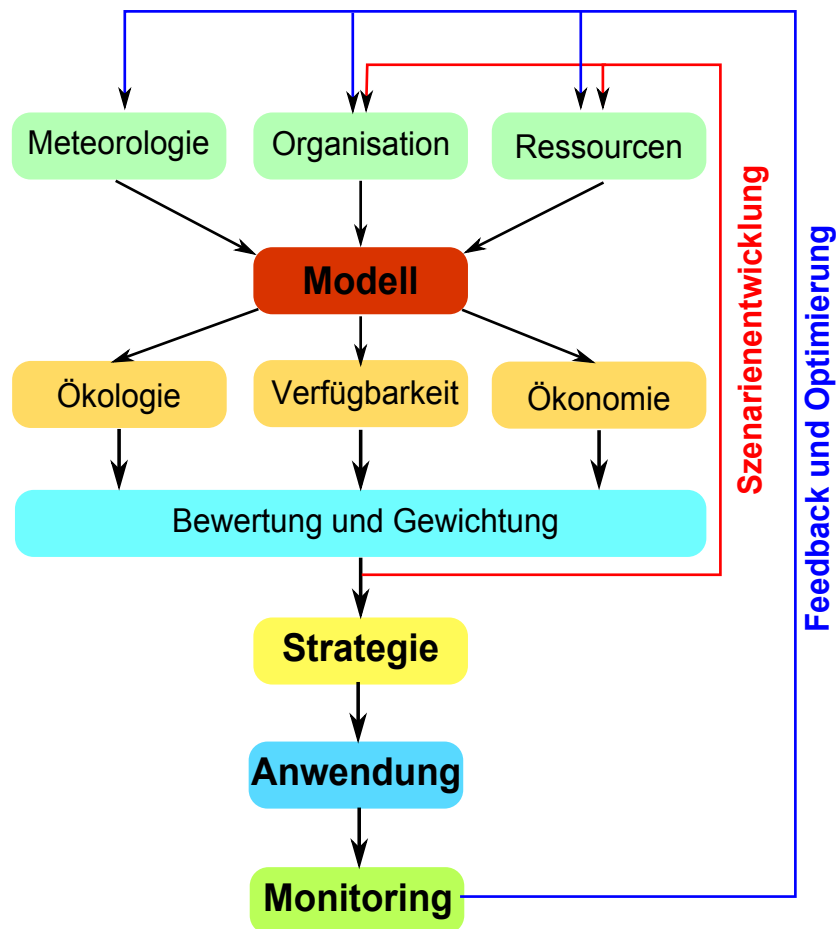 Meteorologie
Organisation
Ressourcen
Modell
Ökologie
Verfügbarkeit
Ökonomie
Bewertung und Gewichtung
Strategie
Anwendung
Monitoring
Szenarienentwicklung
Feedback und Optimierung